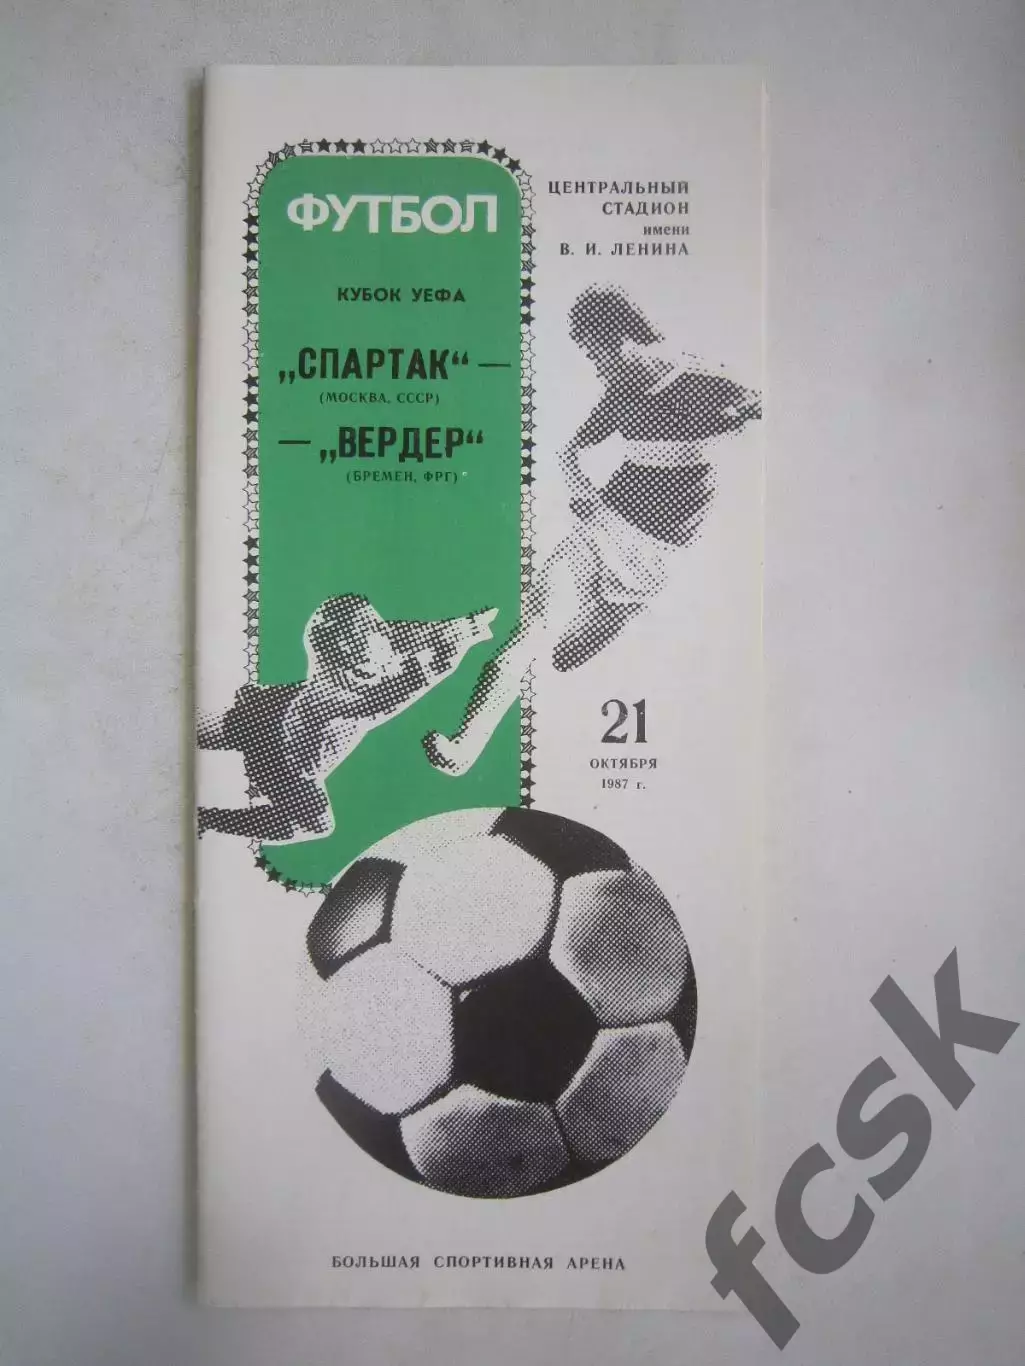 ФУТБОЛ
КУБОК УЕФА
„СПАРТАК“ —
(МОСКВА, СССР)
— „ВЕРДЕР“
(БРЕМЕН, ФРГ)
ЦЕНТРАЛЬНЫЙ
СТАДИОН
имени
В. И. ЛЕНИНА
21
ОКТЯБРЯ
1987 г.
БОЛЬШАЯ СПОРТИВНАЯ АРЕНА
fcsk